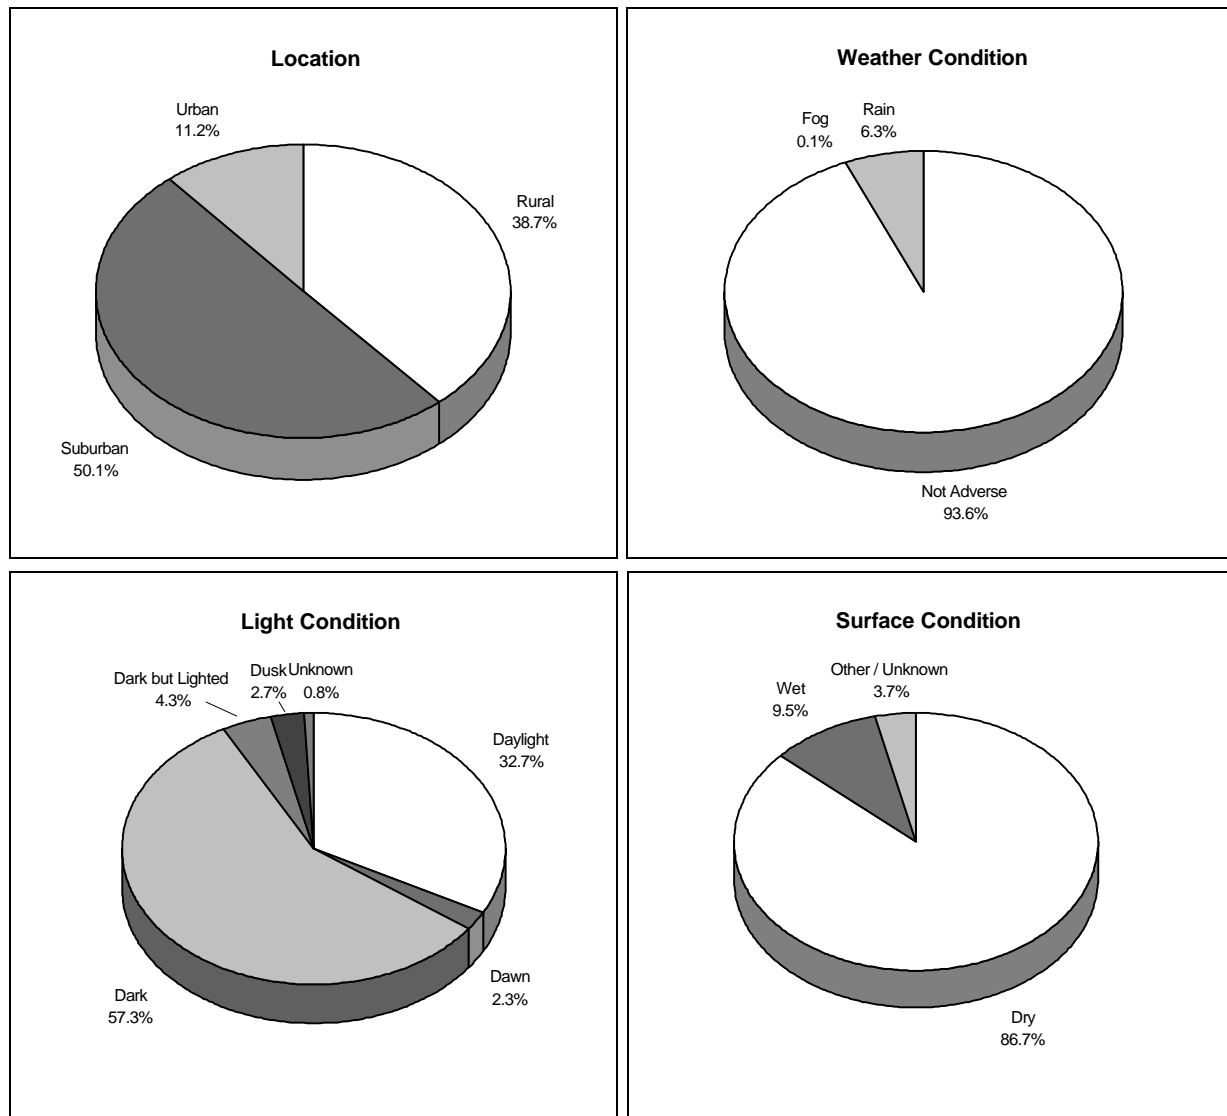 Location
Urban
11.2%
Rural
38.7%
Suburban
50.1%
Weather Condition
Fog
0.1%
Rain
6.3%
Not Adverse
93.6%
Light Condition
Dark but Lighted
4.3%
Dusk
2.7%
Unknown
0.8%
Daylight
32.7%
Dawn
2.3%
Dark
57.3%
Surface Condition
Other / Unknown
3.7%
Wet
9.5%
Dry
86.7%